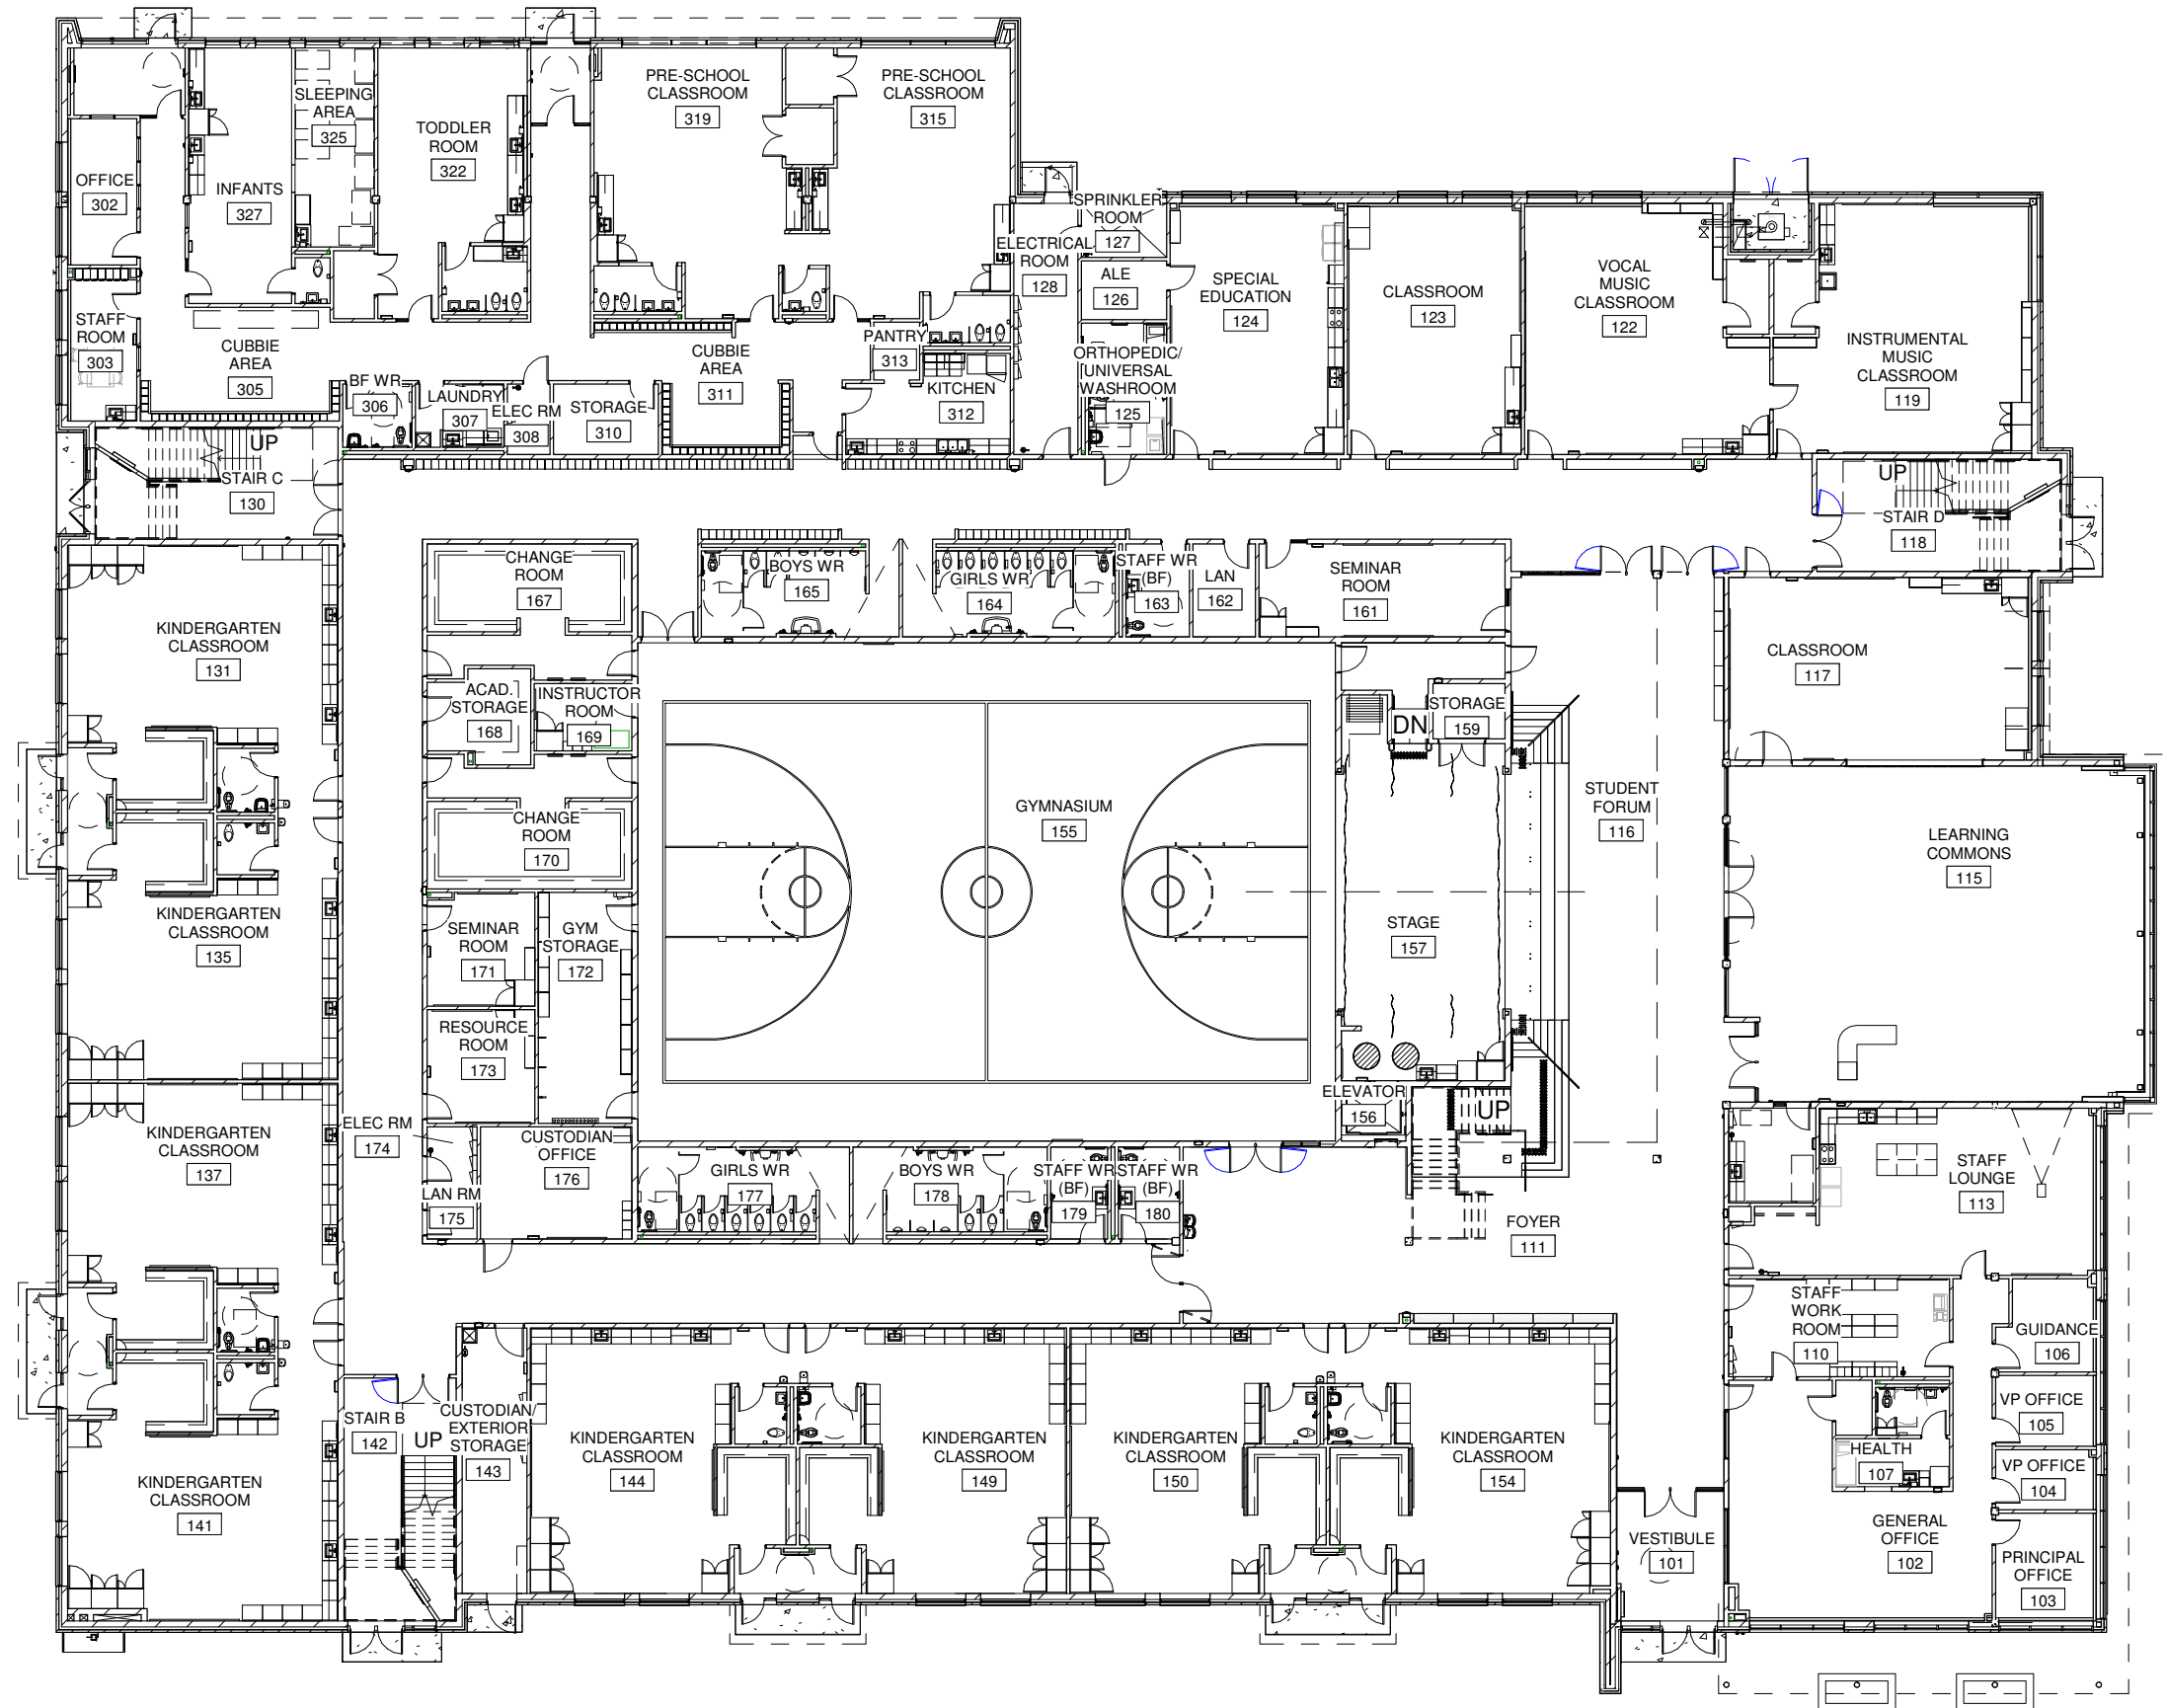 PRE-SCHOOL
CLASSROOM
319
PRE-SCHOOL
CLASSROOM
315
SLEEPING
AREA
325
TODDLER
ROOM
322
OFFICE
302
INFANTS
327
SPRINKLER
ROOM
127
ELECTRICAL
ROOM
128
ALE
126
SPECIAL
EDUCATION
124
CLASSROOM
123
VOCAL
MUSIC
CLASSROOM
122
INSTRUMENTAL
MUSIC
CLASSROOM
119
STAFF
ROOM
303
CUBBIE
AREA
305
BF WR
306
LAUNDRY
307
ELEC RM
308
STORAGE
310
CUBBIE
AREA
311
PANTRY
313
KITCHEN
312
ORTHOPEDIC/
UNIVERSAL
WASHROOM
125
UP
STAIR C
130
UP
STAIR D
118
CHANGE
ROOM
167
BOYS WR
165
GIRLS WR
164
STAFF WR
(BF)
163
LAN
162
SEMINAR
ROOM
161
KINDERGARTEN
CLASSROOM
131
CLASSROOM
117
ACAD.
STORAGE
168
INSTRUCTOR
ROOM
169
DN
STORAGE
159
GYMNASIUM
155
STUDENT
FORUM
116
CHANGE
ROOM
170
LEARNING
COMMONS
115
KINDERGARTEN
CLASSROOM
135
SEMINAR
ROOM
171
GYM
STORAGE
172
STAGE
157
RESOURCE
ROOM
173
ELEVATOR
156
UP
KINDERGARTEN
CLASSROOM
137
ELEC RM
174
CUSTODIAN
OFFICE
176
LAN RM
175
GIRLS WR
177
BOYS WR
178
STAFF WR
(BF)
179
STAFF WR
(BF)
180
FOYER
111
STAFF
LOUNGE
113
STAFF
WORK
ROOM
110
GUIDANCE
106
VP OFFICE
105
VP OFFICE
104
HEALTH
107
STAIR B
142
UP
CUSTODIAN/
EXTERIOR
STORAGE
143
KINDERGARTEN
CLASSROOM
144
KINDERGARTEN
CLASSROOM
149
KINDERGARTEN
CLASSROOM
150
KINDERGARTEN
CLASSROOM
154
KINDERGARTEN
CLASSROOM
141
VESTIBULE
101
GENERAL
OFFICE
102
PRINCIPAL
OFFICE
103